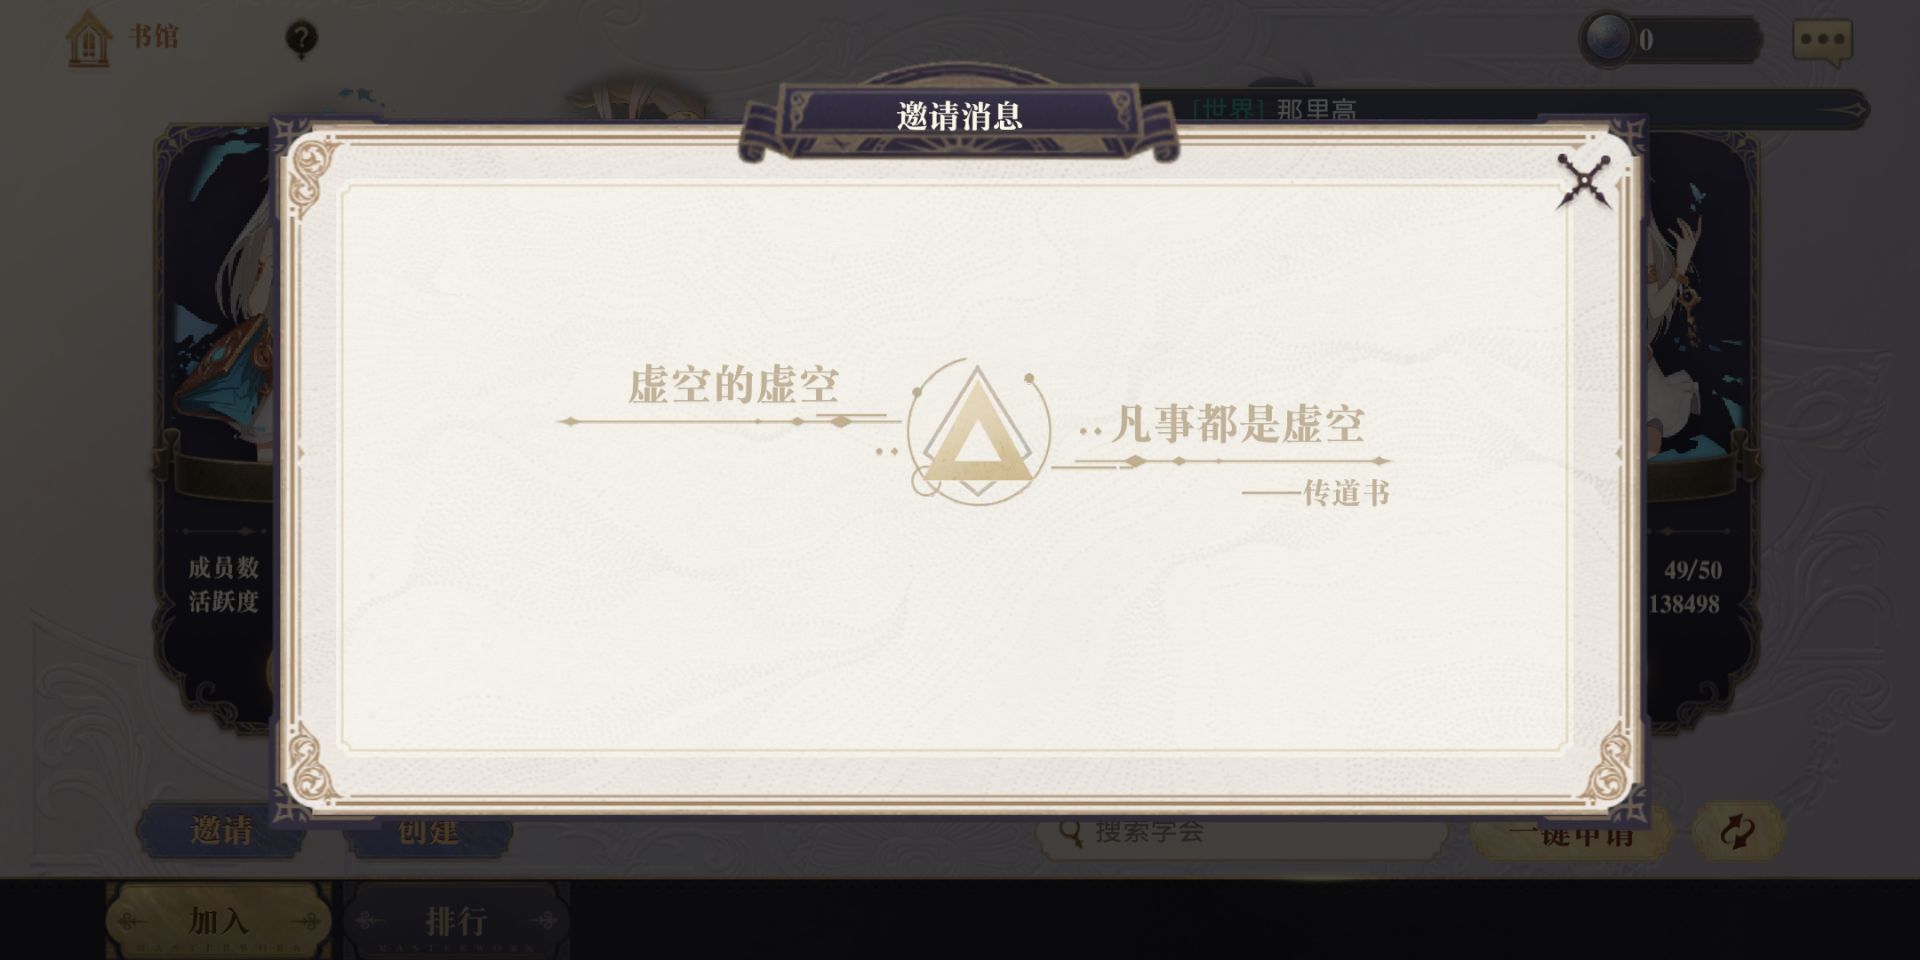 书馆
?
0
[世界] 那里高
邀请消息
虚空的虚空
凡事都是虚空
——传道书
成员数
49/50
活跃度
138498
邀请
创建
搜索学会
一键申请
加入
MASTERWORK
排行
MASTERWORK